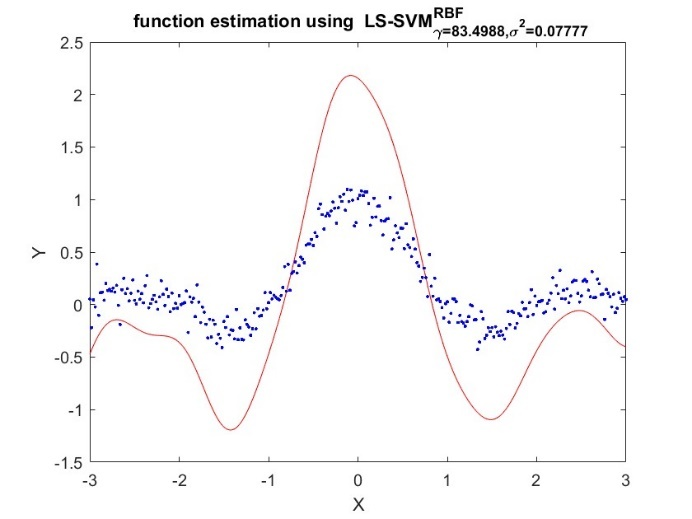 function estimation using LS-SVM^{RBF}_{γ=83.4988,σ^2=0.07777}
2.5
2
1.5
1
0.5
0
-0.5
-1
-1.5
Y
-3 -2 -1 0 1 2 3
X